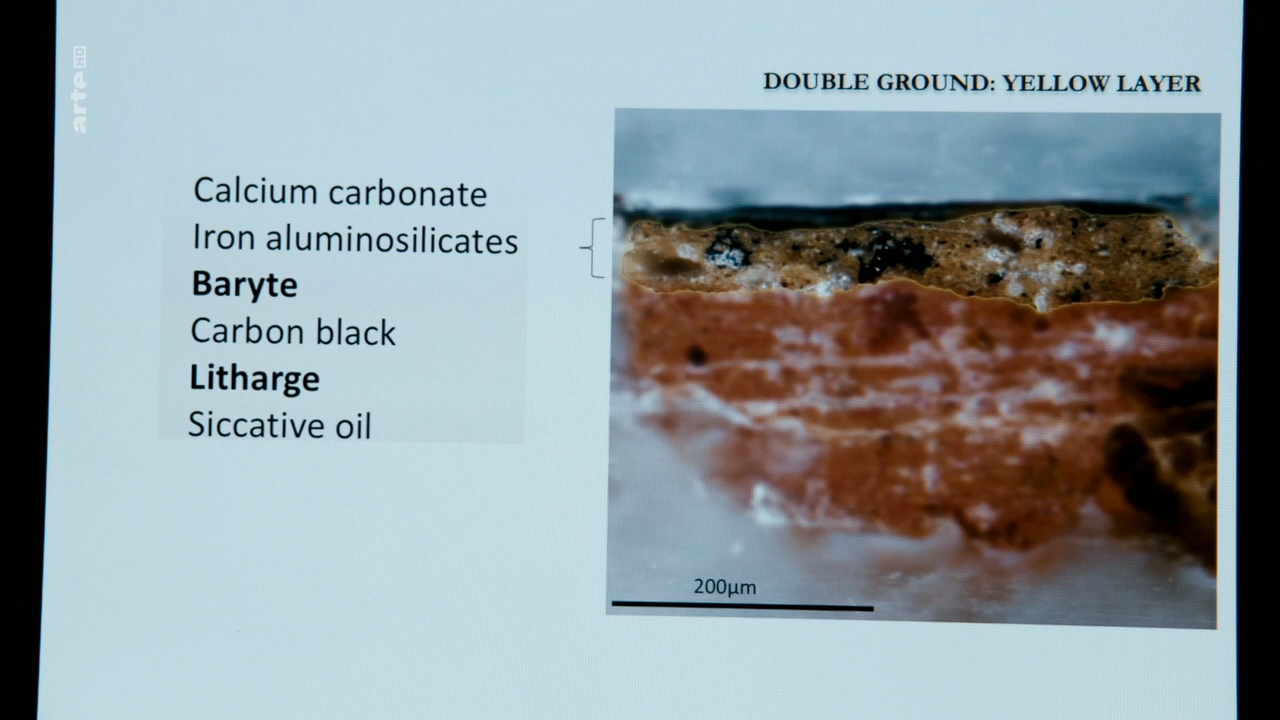 arte HD
DOUBLE GROUND: YELLOW LAYER
Calcium carbonate
Iron aluminosilicates
Baryte
Carbon black
Litharge
Siccative oil
200µm